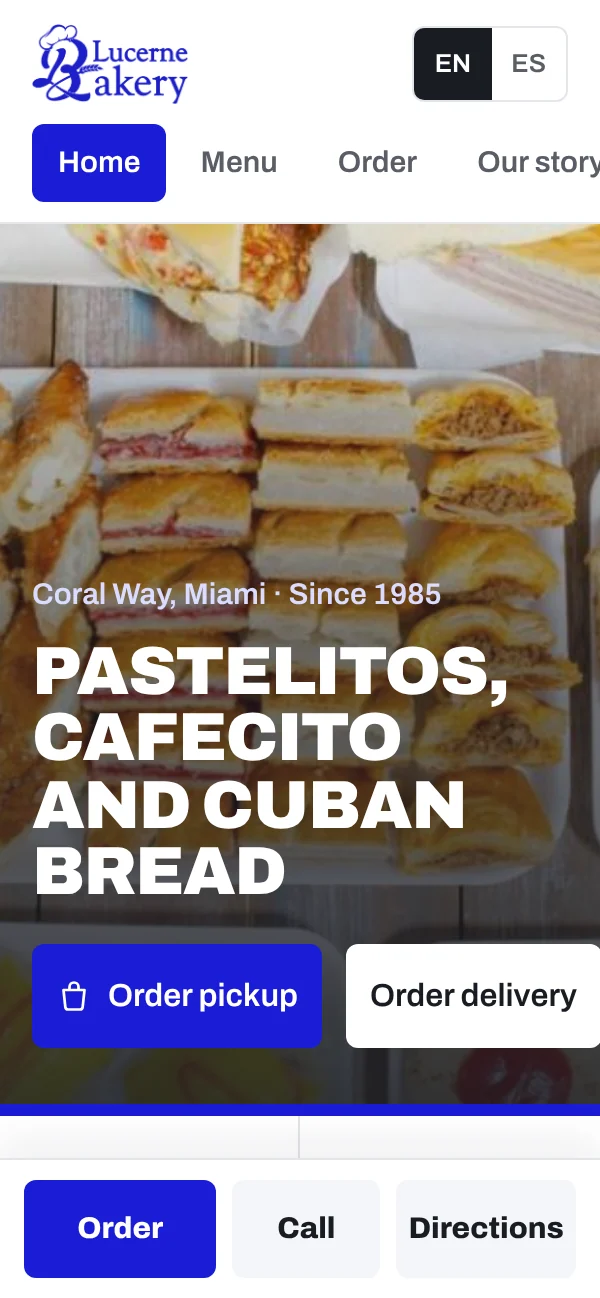 Lucerne
Bakery
EN ES
Home Menu Order Our story
Coral Way, Miami · Since 1985
PASTELITOS,
CAFECITO
AND CUBAN
BREAD
Order pickup Order delivery
Order Call Directions